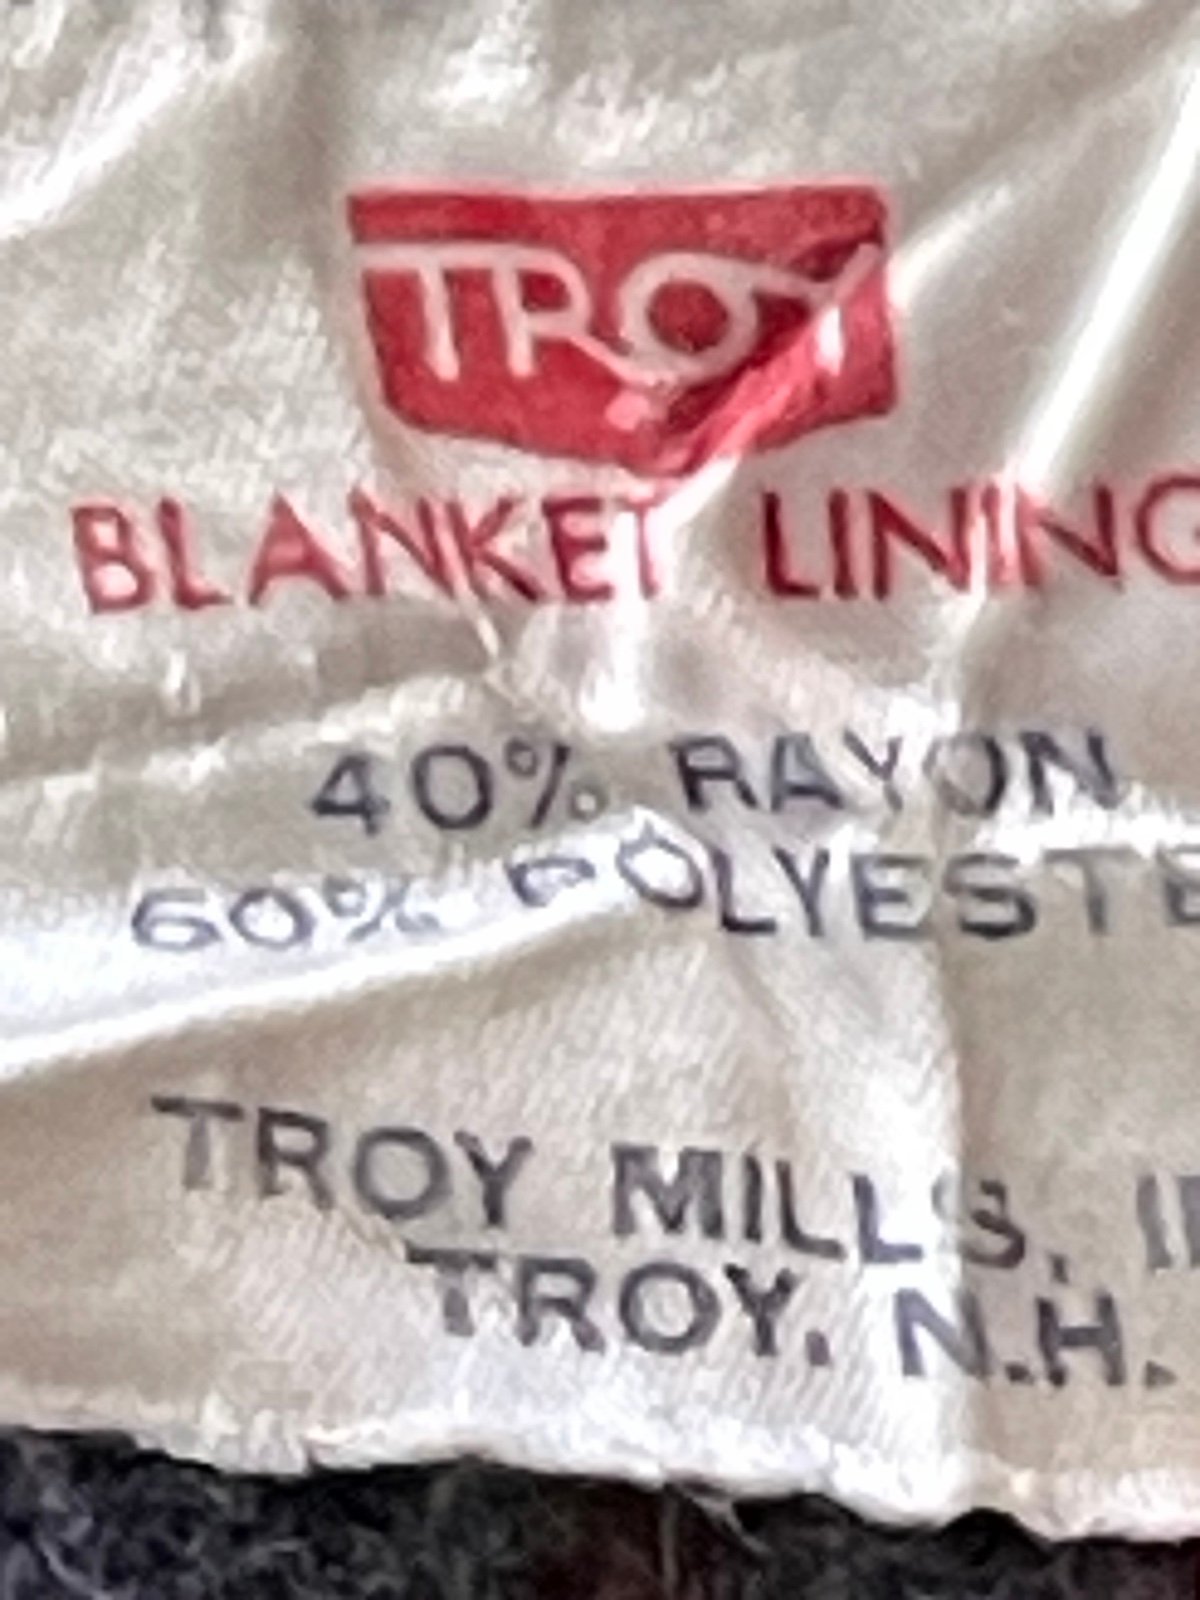 TROY
BLANKET LINING
40% RAYON
60% POLYESTE
TROY MILLS, I
TROY, N.H.